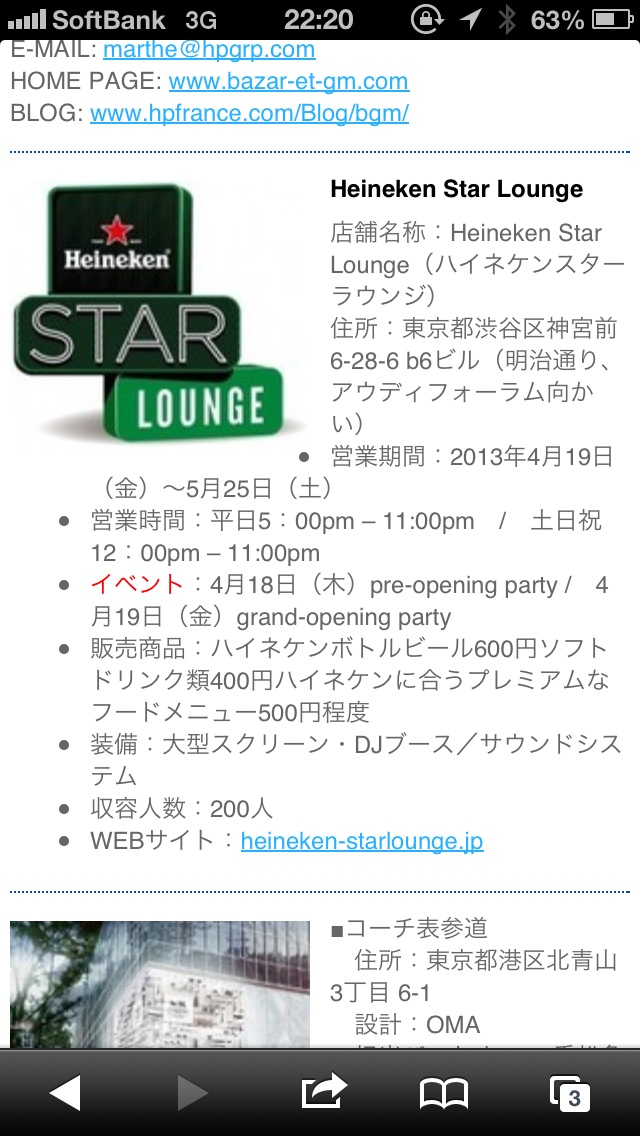 SoftBank 3G 22:20 63%
E-MAIL: marthe@hpgrp.com
HOME PAGE: www.bazar-et-gm.com
BLOG: www.hpfrance.com/Blog/bgm/
Heineken
STAR
LOUNGE
Heineken Star Lounge
店舗名称：Heineken Star
Lounge（ハイネケンスター
ラウンジ）
住所：東京都渋谷区神宮前
6-28-6 b6ビル（明治通り、
アウディフォーラム向か
い）
● 営業期間：2013年4月19日
（金）〜5月25日（土）
● 営業時間：平日5：00pm – 11:00pm　/　土日祝
12：00pm – 11:00pm
● イベント：4月18日（木）pre-opening party /　4
月19日（金）grand-opening party
● 販売商品：ハイネケンボトルビール600円ソフト
ドリンク類400円ハイネケンに合うプレミアムな
フードメニュー500円程度
● 装備：大型スクリーン・DJブース／サウンドシス
テム
● 収容人数：200人
● WEBサイト：heineken-starlounge.jp
■コーチ表参道
住所：東京都港区北青山
3丁目 6-1
設計：OMA
3